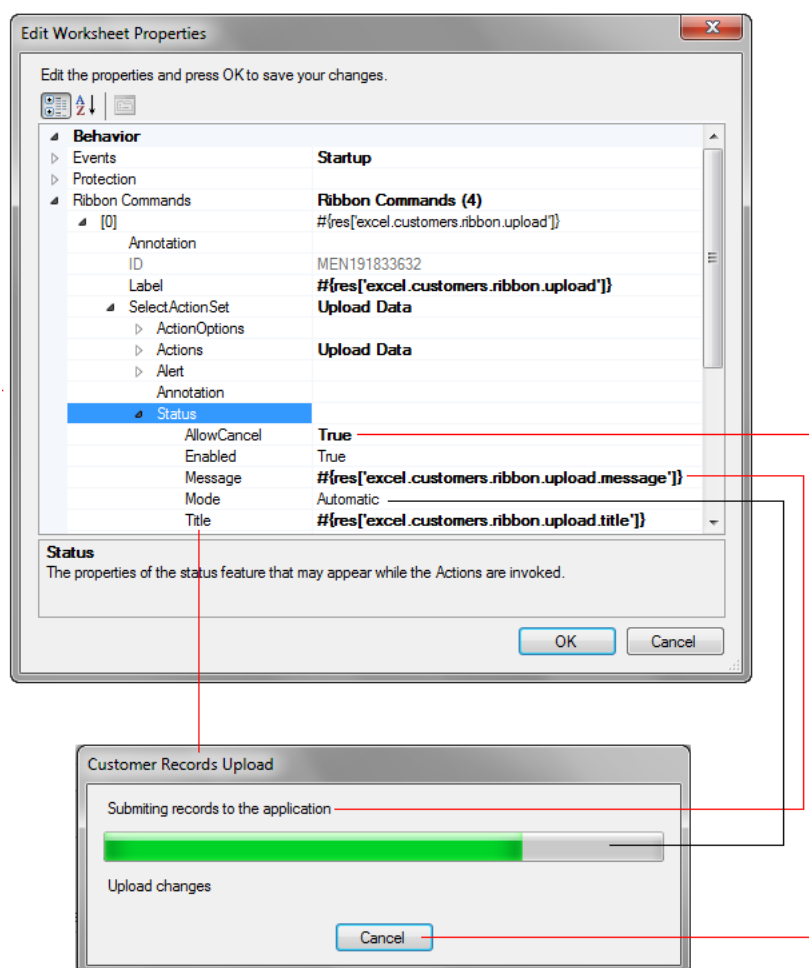 Edit Worksheet Properties
Edit the properties and press OK to save your changes.
Behavior
Events Startup
Protection
Ribbon Commands Ribbon Commands (4)
[0] #{res['excel.customers.ribbon.upload']}
Annotation
ID MEN191833632
Label #{res['excel.customers.ribbon.upload']}
SelectActionSet Upload Data
ActionOptions
Actions Upload Data
Alert
Annotation
Status
AllowCancel True
Enabled True
Message #{res['excel.customers.ribbon.upload.message']}
Mode Automatic
Title #{res['excel.customers.ribbon.upload.title']}
Status
The properties of the status feature that may appear while the Actions are invoked.
OK Cancel
Customer Records Upload
Submiting records to the application
Upload changes
Cancel